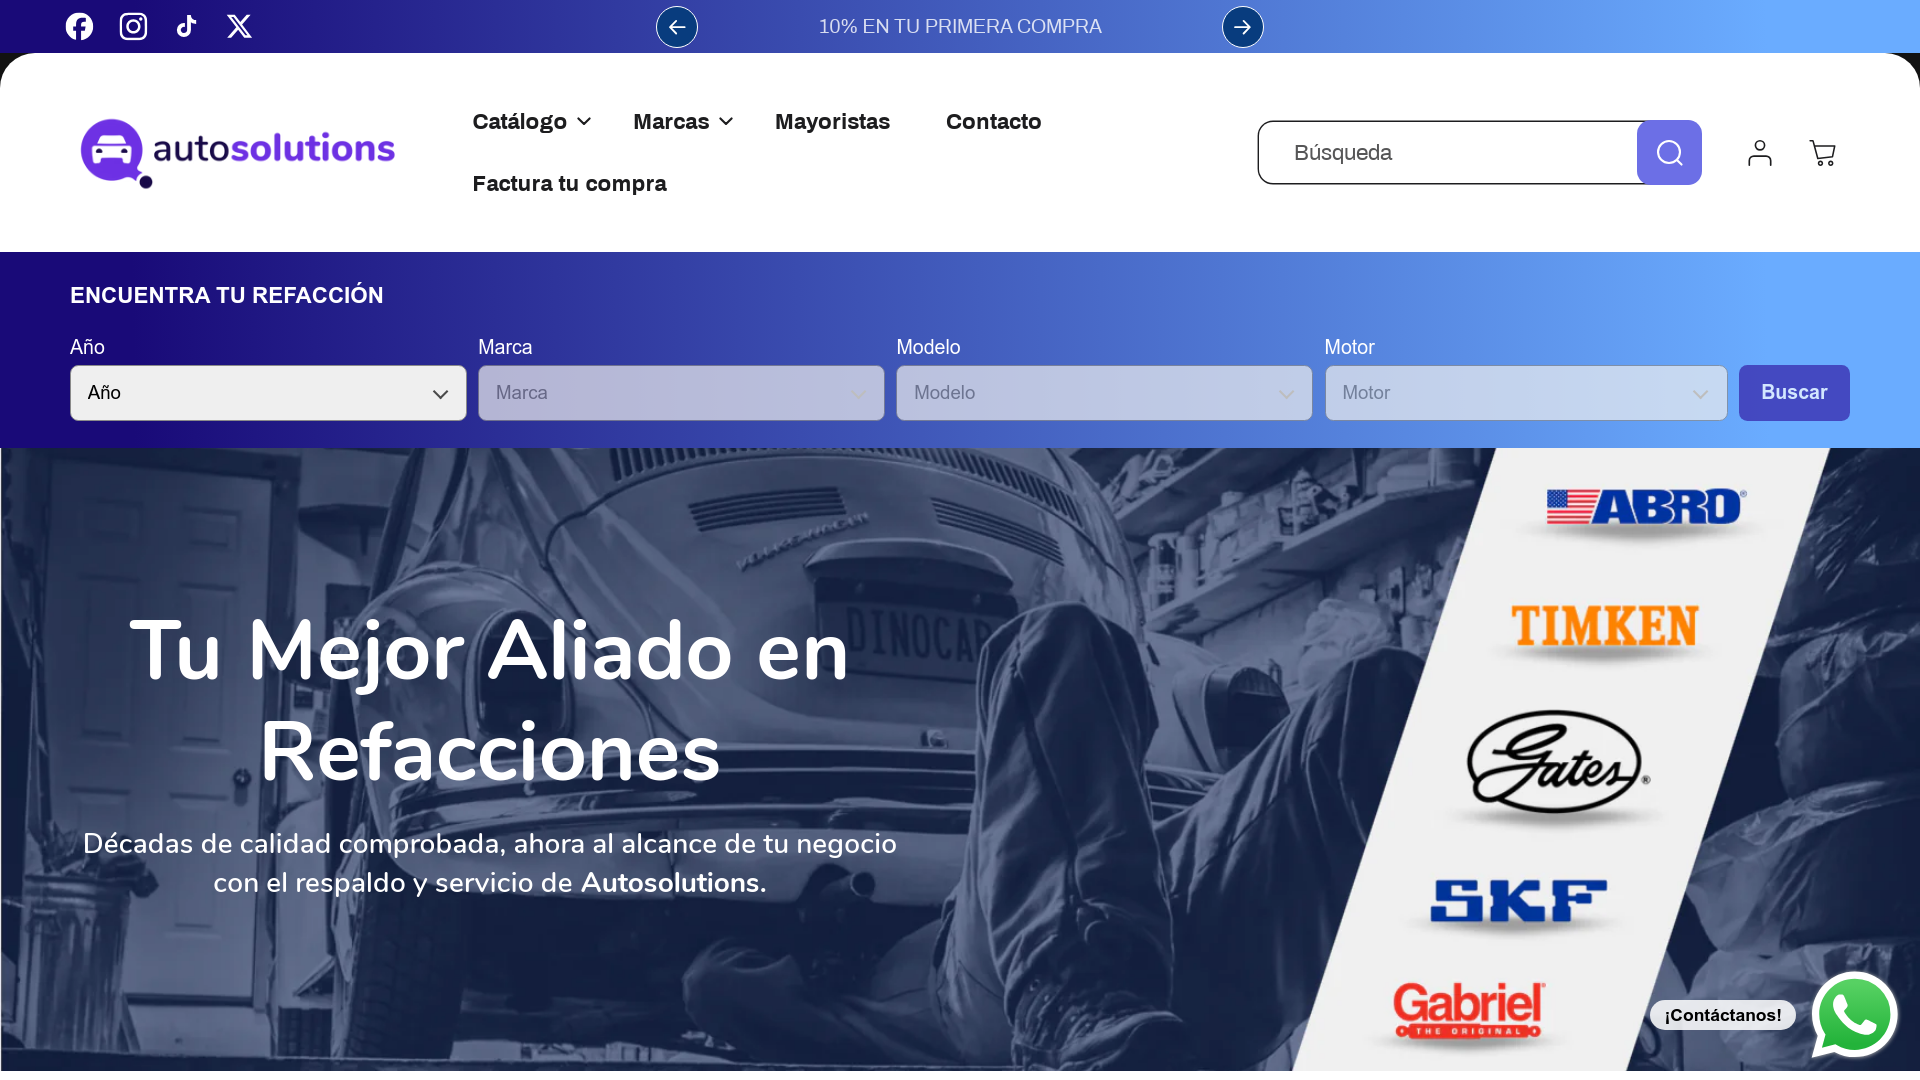 10% EN TU PRIMERA COMPRA
autosolutions
Catálogo
Marcas
Mayoristas
Contacto
Factura tu compra
Búsqueda
ENCUENTRA TU REFACCIÓN
Año
Marca
Modelo
Motor
Año
Marca
Modelo
Motor
Buscar
VOLKSWAGEN
DINOCAR
Tu Mejor Aliado en
Refacciones
Décadas de calidad comprobada, ahora al alcance de tu negocio
con el respaldo y servicio de Autosolutions.
ABRO®
TIMKEN
Gates®
SKF
Gabriel®
THE ORIGINAL
¡Contáctanos!